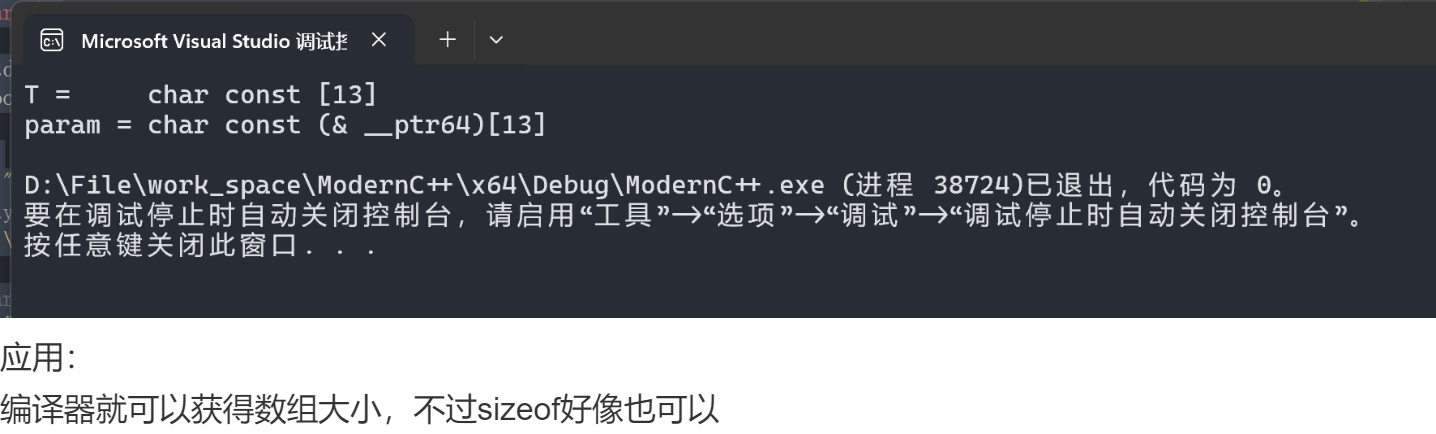 Microsoft Visual Studio 调试控
T =     char const [13]
param = char const (& __ptr64)[13]
D:\File\work_space\ModernC++\x64\Debug\ModernC++.exe (进程 38724)已退出，代码为 0。
要在调试停止时自动关闭控制台，请启用“工具”->“选项”->“调试”->“调试停止时自动关闭控制台”。
按任意键关闭此窗口. . .
应用：
编译器就可以获得数组大小，不过sizeof好像也可以